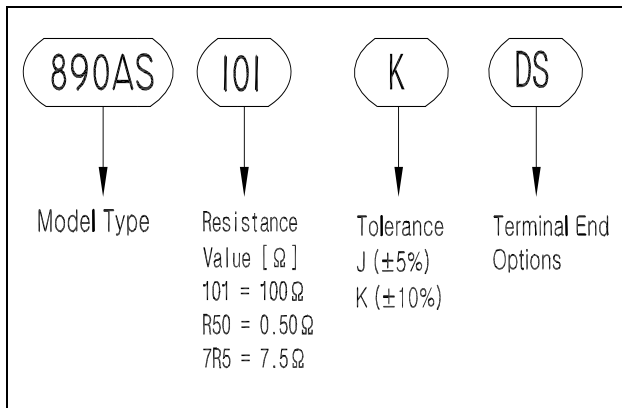 890AS 101 K DS
Model Type
Resistance
Value [Ω]
101 = 100Ω
R50 = 0.50Ω
7R5 = 7.5Ω
Tolerance
J (±5%)
K (±10%)
Terminal End
Options